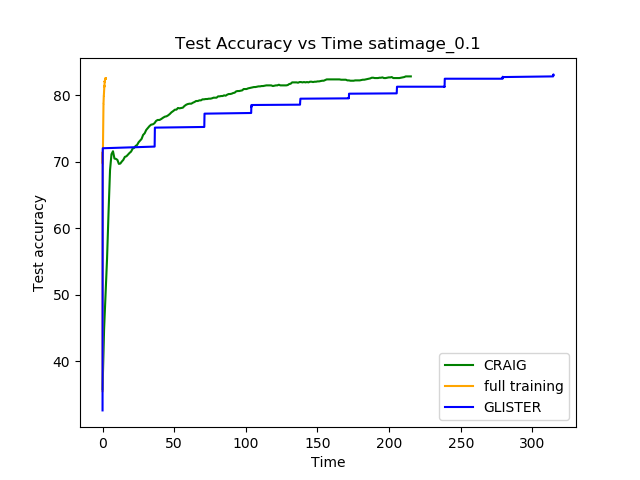 Test Accuracy vs Time satimage_0.1
80
70
60
50
40
Test accuracy
0
50
100
150
200
250
300
Time
CRAIG
full training
GLISTER